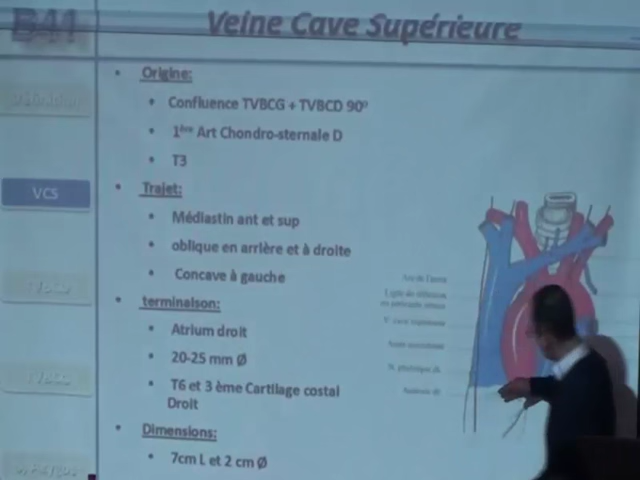 B41
Veine Cave Supérieure
VCS
• Origine:
• Confluence TVBCG + TVBCD 90°
• 1ère Art Chondro-sternale D
• T3
• Trajet:
• Médiastin ant et sup
• oblique en arrière et à droite
• Concave à gauche
• terminaison:
• Atrium droit
• 20-25 mm Ø
• T6 et 3 ème Cartilage costal
Droit
• Dimensions:
• 7cm L et 2 cm Ø